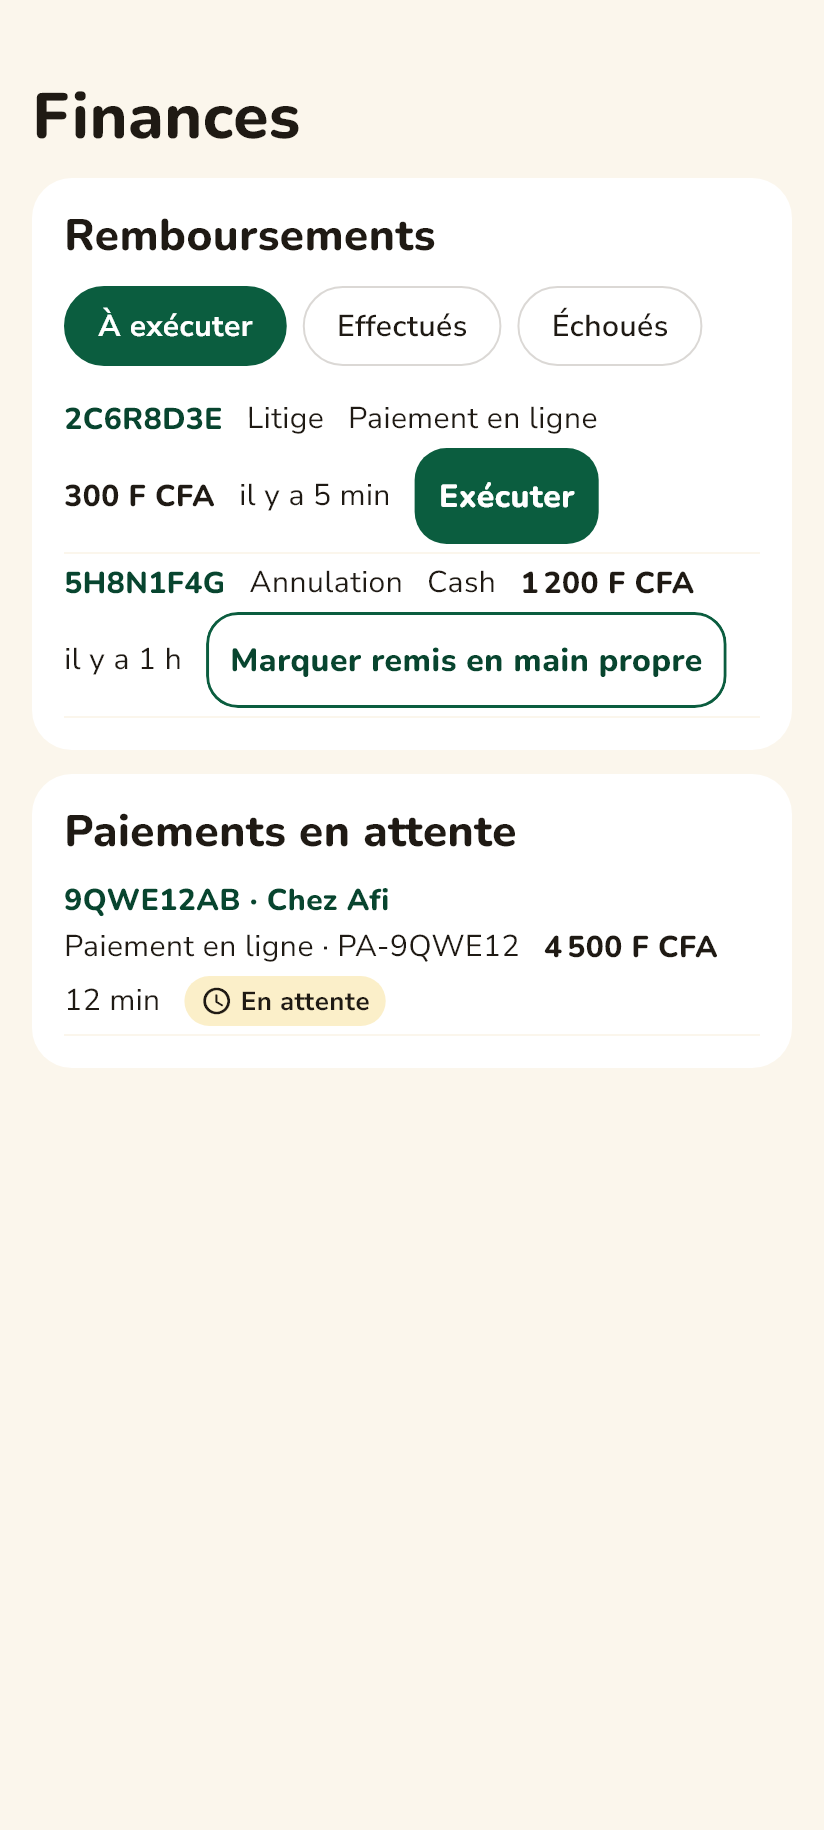 Finances
Remboursements
À exécuter Effectués Échoués
2C6R8D3E Litige Paiement en ligne
300 F CFA il y a 5 min Exécuter
5H8N1F4G Annulation Cash 1 200 F CFA
il y a 1 h Marquer remis en main propre
Paiements en attente
9QWE12AB · Chez Afi
Paiement en ligne · PA-9QWE12 4 500 F CFA
12 min En attente